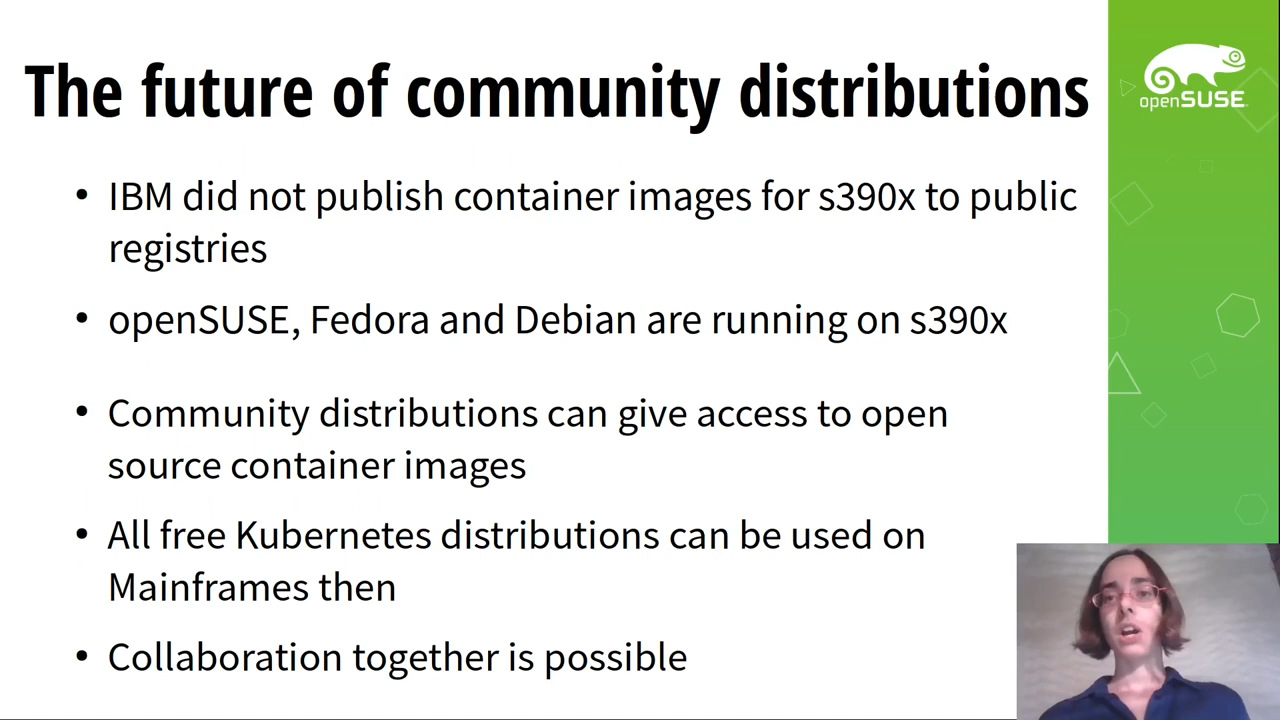 The future of community distributions
openSUSE
• IBM did not publish container images for s390x to public
registries
• openSUSE, Fedora and Debian are running on s390x
• Community distributions can give access to open
source container images
• All free Kubernetes distributions can be used on
Mainframes then
• Collaboration together is possible